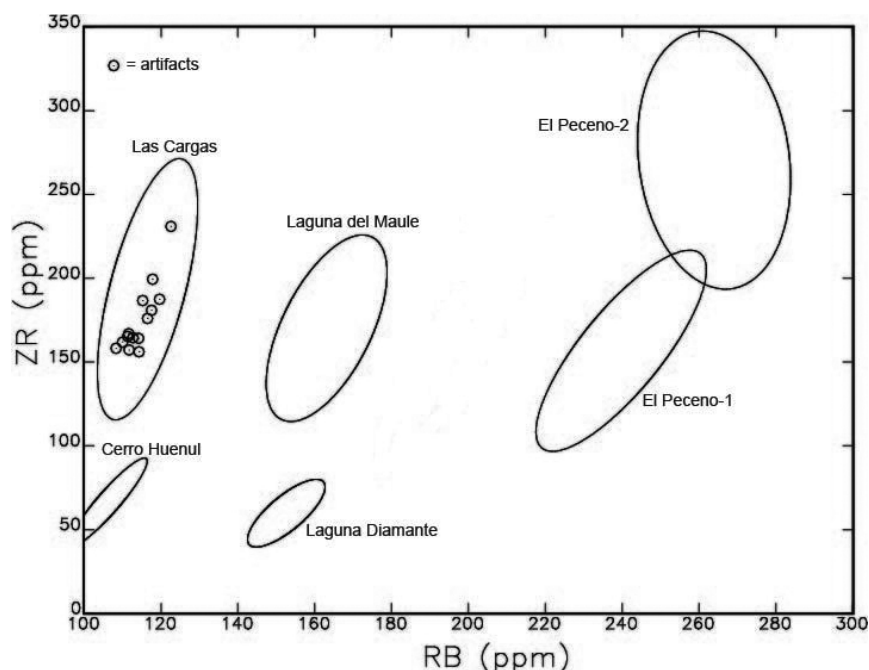 350
= artifacts
300
El Peceno-2
Las Cargas
250
Laguna del Maule
200
ZR (ppm)
150
El Peceno-1
100
Cerro Huenul
50
Laguna Diamante
0
100 120 140 160 180 200 220 240 260 280 300
RB (ppm)